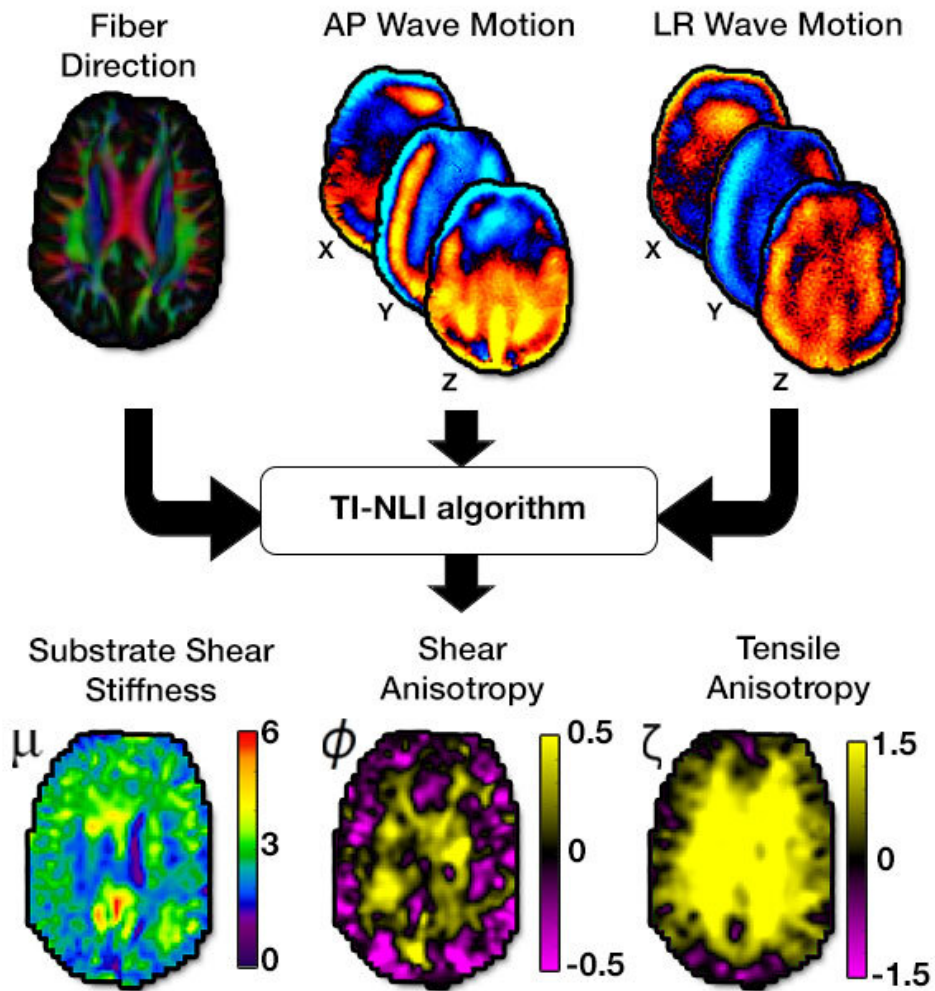 Fiber
Direction
AP Wave Motion
LR Wave Motion
X
Y
Z
X
Y
Z
TI-NLI algorithm
Substrate Shear
Stiffness
Shear
Anisotropy
Tensile
Anisotropy
μ
6
3
0
ϕ
0.5
0
-0.5
ζ
1.5
0
-1.5